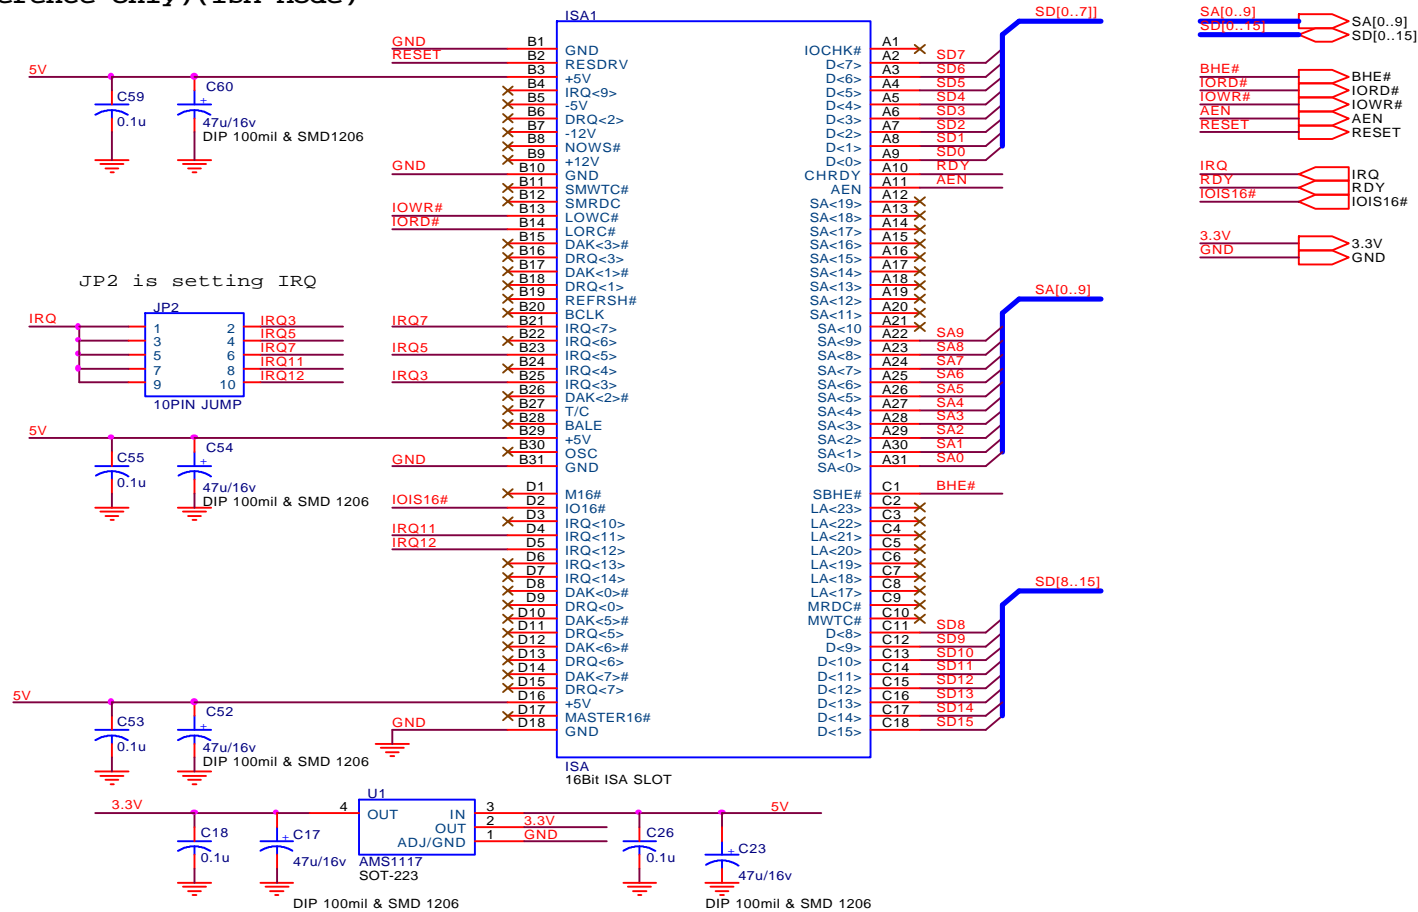 ISA1
SD[0..7]]
SA[0..9]
SA[0..9]
SD[0..15]
SD[0..15]
BHE#
BHE#
IORD#
IORD#
IOWR#
IOWR#
AEN
AEN
RESET
RESET
IRQ
IRQ
RDY
RDY
IOIS16#
IOIS16#
3.3V
3.3V
GND
GND
5V
C59
0.1u
C60
+
47u/16v
DIP 100mil & SMD1206
JP2 is setting IRQ
JP2
IRQ
1 2 IRQ3
3 4 IRQ5
5 6 IRQ7
7 8 IRQ11
9 10 IRQ12
10PIN JUMP
5V
C55
0.1u
C54
+
47u/16v
DIP 100mil & SMD 1206
5V
C53
0.1u
C52
+
47u/16v
DIP 100mil & SMD 1206
GND B1 GND
RESET B2 RESDRV
B3 +5V
B4 IRQ<9>
B5 -5V
B6 DRQ<2>
B7 -12V
B8 NOWS#
B9 +12V
GND B10 GND
B11 SMWTC#
B12 SMRDC
IOWR# B13 LOWC#
IORD# B14 LORC#
B15 DAK<3>#
B16 DRQ<3>
B17 DAK<1>#
B18 DRQ<1>
B19 REFRSH#
B20 BCLK
IRQ7 B21 IRQ<7>
B22 IRQ<6>
IRQ5 B23 IRQ<5>
B24 IRQ<4>
IRQ3 B25 IRQ<3>
B26 DAK<2>#
B27 T/C
B28 BALE
B29 +5V
B30 OSC
GND B31 GND
D1 M16#
IOIS16# D2 IO16#
D3 IRQ<10>
IRQ11 D4 IRQ<11>
IRQ12 D5 IRQ<12>
D6 IRQ<13>
D7 IRQ<14>
D8 DAK<0>#
D9 DRQ<0>
D10 DAK<5>#
D11 DRQ<5>
D12 DAK<6>#
D13 DRQ<6>
D14 DAK<7>#
D15 DRQ<7>
D16 +5V
D17 MASTER16#
GND D18 GND
IOCHK# A1
D<7> A2 SD7
D<6> A3 SD6
D<5> A4 SD5
D<4> A5 SD4
D<3> A6 SD3
D<2> A7 SD2
D<1> A8 SD1
D<0> A9 SD0
CHRDY A10 RDY
AEN A11 AEN
SA<19> A12
SA<18> A13
SA<17> A14
SA<16> A15
SA<15> A16
SA<14> A17
SA<13> A18
SA<12> A19
SA<11> A20
SA<10 A21
SA<9> A22 SA9
SA<8> A23 SA8
SA<7> A24 SA7
SA<6> A25 SA6
SA<5> A26 SA5
SA<4> A27 SA4
SA<3> A28 SA3
SA<2> A29 SA2
SA<1> A30 SA1
SA<0> A31 SA0
SA[0..9]
SBHE# C1 BHE#
LA<23> C2
LA<22> C3
LA<21> C4
LA<20> C5
LA<19> C6
LA<18> C7
LA<17> C8
MRDC# C9
MWTC# C10
D<8> C11 SD8
D<9> C12 SD9
D<10> C13 SD10
D<11> C14 SD11
D<12> C15 SD12
D<13> C16 SD13
D<14> C17 SD14
D<15> C18 SD15
SD[8..15]
ISA
16Bit ISA SLOT
3.3V
C18
0.1u
+ C17
47u/16v
DIP 100mil & SMD 1206
U1
4 OUT IN 3
OUT 2 3.3V
ADJ/GND 1 GND
AMS1117
SOT-223
5V
C26
0.1u
+ C23
47u/16v
DIP 100mil & SMD 1206